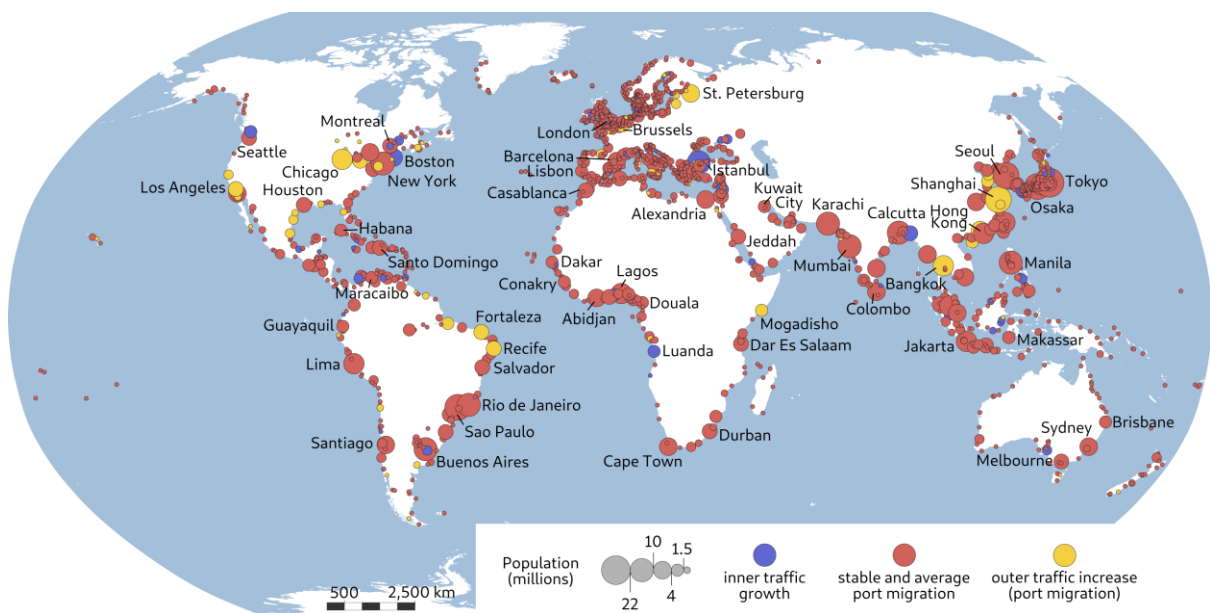 St. Petersburg
Montreal
London
Brussels
Seattle
Boston
Barcelona
istanbul
Seoul
Chicago
New York
Lisbon
Tokyo
Los Angeles
Houston
Casablanca
Kuwait
City
Shanghai
Alexandria
Karachi
Calcutta
Hong
Kong
Osaka
Habana
Jeddah
Santo Domingo
Dakar
Lagos
Mumbai
Manila
Maracaibo
Conakry
Bangkok
Douala
Colombo
Abidjan
Guayaquil
Fortaleza
Mogadisho
Recife
Luanda
Dar Es Salaam
Jakarta
Makassar
Lima
Salvador
Rio de Janeiro
Sao Paulo
Brisbane
Durban
Sydney
Santiago
Buenos Aires
Cape Town
Melbourne
Population
(millions)
10
1.5
22
4
inner traffic
growth
stable and average
port migration
outer traffic increase
(port migration)
500
2,500 km